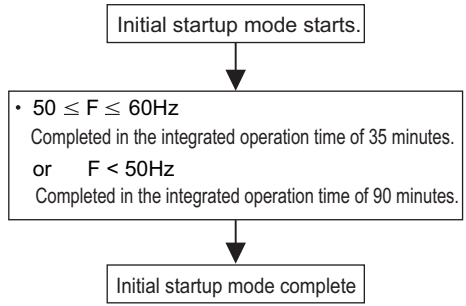 Initial startup mode starts.
· 50 ≤ F ≤ 60Hz
Completed in the integrated operation time of 35 minutes.
or F < 50Hz
Completed in the integrated operation time of 90 minutes.
Initial startup mode complete